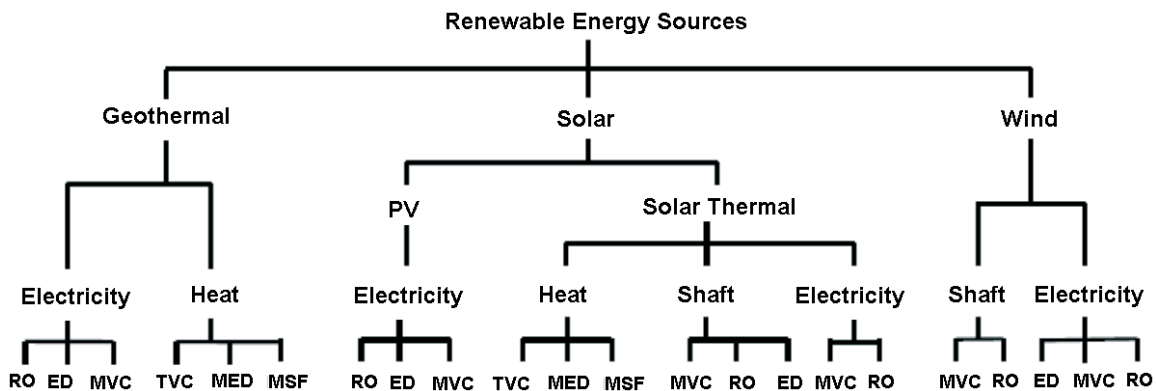 Renewable Energy Sources
Geothermal Solar Wind
PV Solar Thermal
Electricity Heat Electricity Heat Shaft Electricity Shaft Electricity
RO ED MVC TVC MED MSF RO ED MVC TVC MED MSF MVC RO ED MVC RO MVC RO ED MVC RO